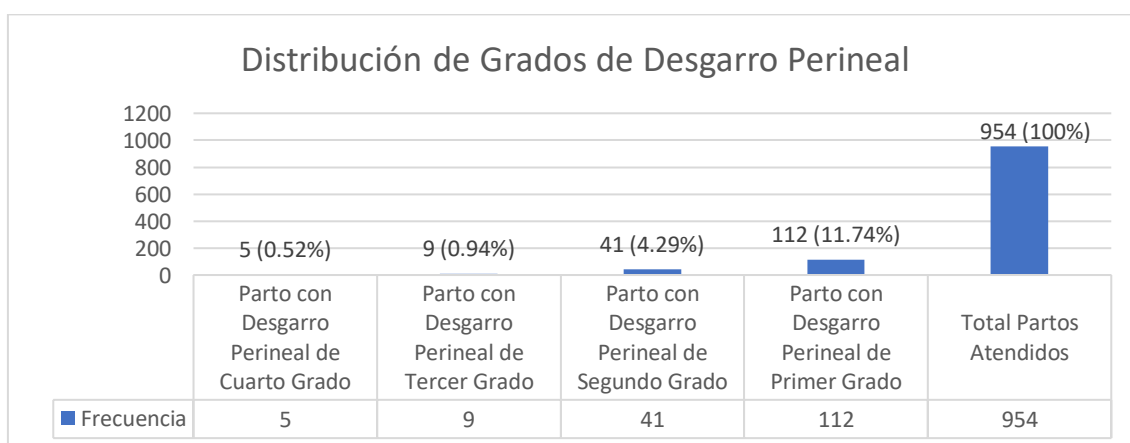 Distribución de Grados de Desgarro Perineal
1200
1000
800
600
400
200
0
5 (0.52%)
9 (0.94%)
41 (4.29%)
112 (11.74%)
954 (100%)
Parto con
Desgarro
Perineal de
Cuarto Grado
Parto con
Desgarro
Perineal de
Tercer Grado
Parto con
Desgarro
Perineal de
Segundo Grado
Parto con
Desgarro
Perineal de
Primer Grado
Total Partos
Atendidos
Frecuencia 5 9 41 112 954